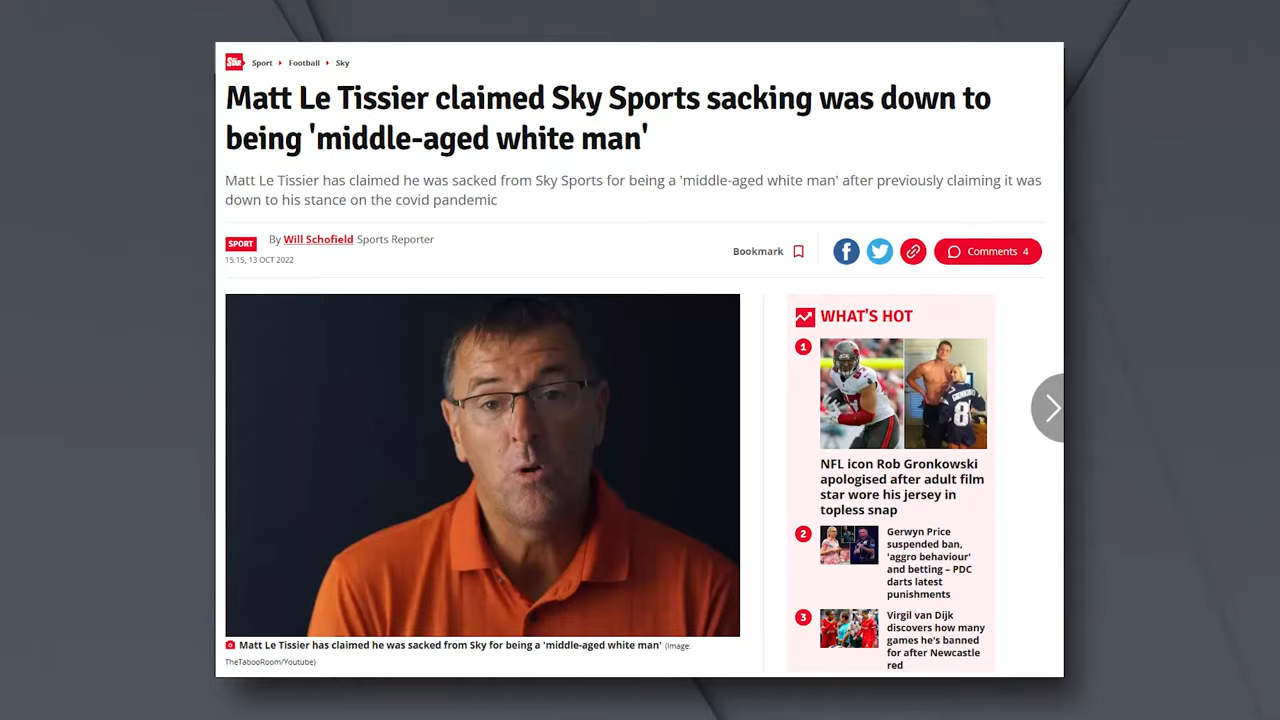 STAR
Sport
Football
Sky
Matt Le Tissier claimed Sky Sports sacking was down to
being 'middle-aged white man'
Matt Le Tissier has claimed he was sacked from Sky Sports for being a 'middle-aged white man' after previously claiming it was
down to his stance on the covid pandemic
SPORT
By Will Schofield Sports Reporter
15:15, 13 OCT 2022
Bookmark
Comments 4
Matt Le Tissier has claimed he was sacked from Sky for being a 'middle-aged white man' (Image:
TheTabooRoom/Youtube)
WHAT'S HOT
1
GRONKOWSKI
8
NFL icon Rob Gronkowski
apologised after adult film
star wore his jersey in
topless snap
2
Gerwyn Price
suspended ban,
'aggro behaviour'
and betting – PDC
darts latest
punishments
3
Virgil van Dijk
discovers how many
games he's banned
for after Newcastle
red